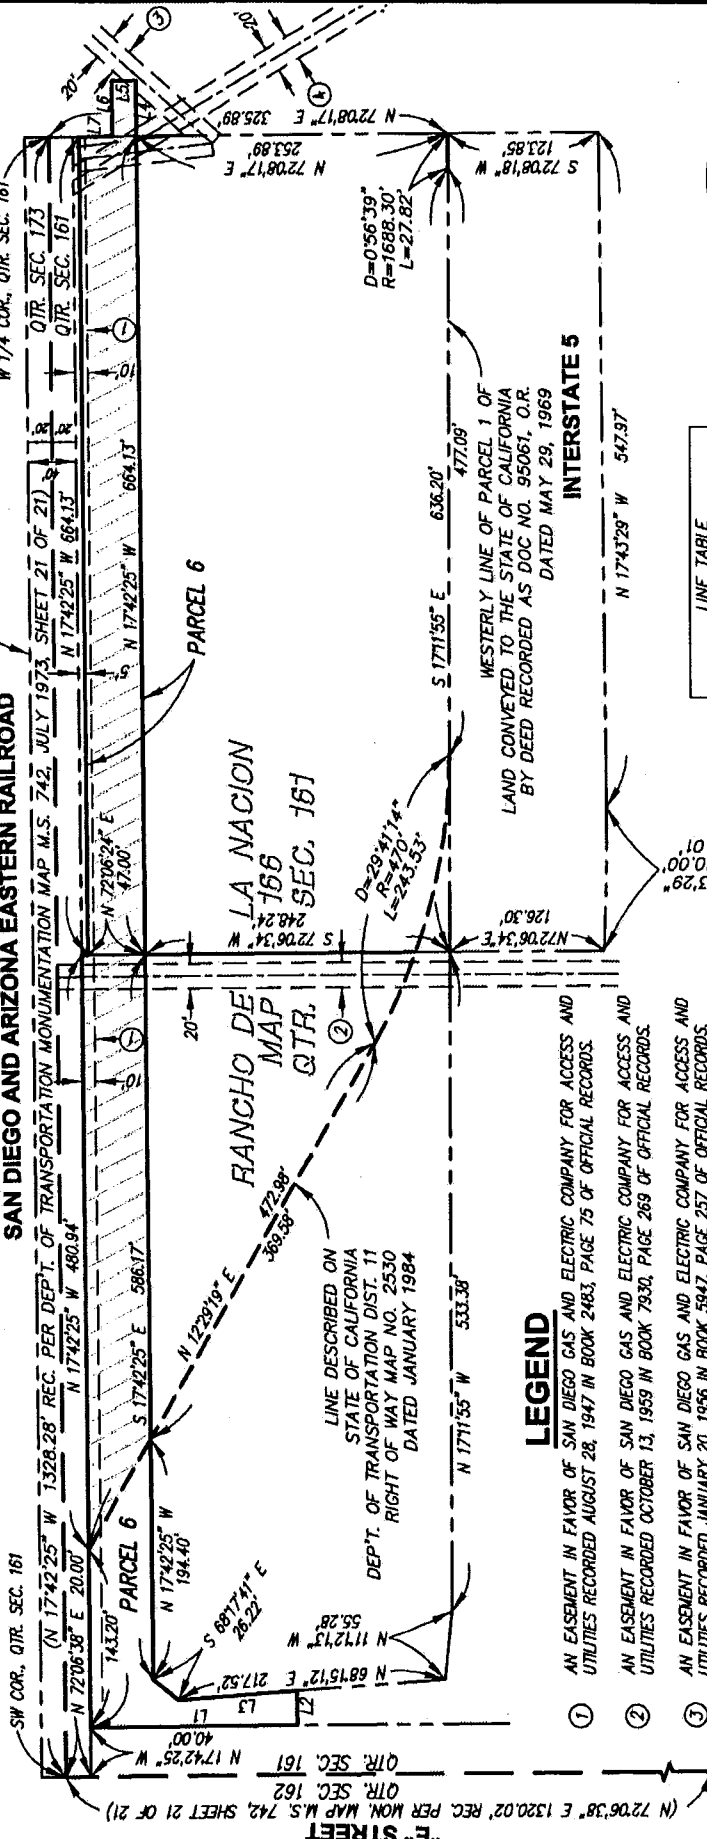 SAN DIEGO AND ARIZONA EASTERN RAILROAD
SW COR., QTR. SEC. 161
W 1/4 COR., QTR. SEC. 161
(N 17°42'25" W 1328.28' REC. PER DEP'T. OF TRANSPORTATION MONUMENTATION MAP M.S. 742, JULY 1973, SHEET 21 OF 21)
N 72°06'38" E 20.00'
N 17°42'25" W 480.94'
N 17°42'25" W 664.13'
40'
20'
20'
QTR. SEC. 173
QTR. SEC. 161
L7
L6
L5
L4
20'
3
20'
143.20'
PARCEL 6
10'
1
N 72°06'24" E
47.00'
5'
10'
1
S 17°42'25" E 586.17'
N 17°42'25" W 664.13'
PARCEL 6
N 17°42'25" W
194.40'
S 68°17'41" E
26.22'
N 12°29'19" E
472.98'
369.58'
20'
2
RANCHO DE LA NACION
MAP 166
QTR. SEC. 161
S 72°06'34" W
248.24'
N 72°08'17" E
253.89'
N 72°08'17" E 325.89'
D=0°56'39"
R=1688.30'
L=27.82'
LINE DESCRIBED ON
STATE OF CALIFORNIA
DEP'T. OF TRANSPORTATION DIST. 11
RIGHT OF WAY MAP NO. 2530
DATED JANUARY 1984
D=29°41'14"
R=470'
L=243.53'
S 17°11'55" E 636.20'
477.09'
N 17°11'55" W 533.38'
N 11°12'13" W
55.28'
N 68°15'12" E 217.52'
L1
L3
L2
40.00'
N 17°42'25" W
QTR. SEC. 161
QTR. SEC. 162
(N 72°06'38" E 1320.02' REC. PER MON. MAP M.S. 742, SHEET 21 OF 21)
"E" STREET
WESTERLY LINE OF PARCEL 1 OF
LAND CONVEYED TO THE STATE OF CALIFORNIA
BY DEED RECORDED AS DOC NO. 95061, O.R.
DATED MAY 29, 1969
INTERSTATE 5
N72°06'34"E
126.30'
S 72°08'18" W
123.85'
N 17°43'29" W 547.97'
LINE TABLE
LEGEND
1 AN EASEMENT IN FAVOR OF SAN DIEGO GAS AND ELECTRIC COMPANY FOR ACCESS AND
UTILITIES RECORDED AUGUST 28, 1947 IN BOOK 2483, PAGE 75 OF OFFICIAL RECORDS.
2 AN EASEMENT IN FAVOR OF SAN DIEGO GAS AND ELECTRIC COMPANY FOR ACCESS AND
UTILITIES RECORDED OCTOBER 13, 1959 IN BOOK 7930, PAGE 269 OF OFFICIAL RECORDS.
3 AN EASEMENT IN FAVOR OF SAN DIEGO GAS AND ELECTRIC COMPANY FOR ACCESS AND
UTILITIES RECORDED JANUARY 20, 1956 IN BOOK 5947, PAGE 257 OF OFFICIAL RECORDS.